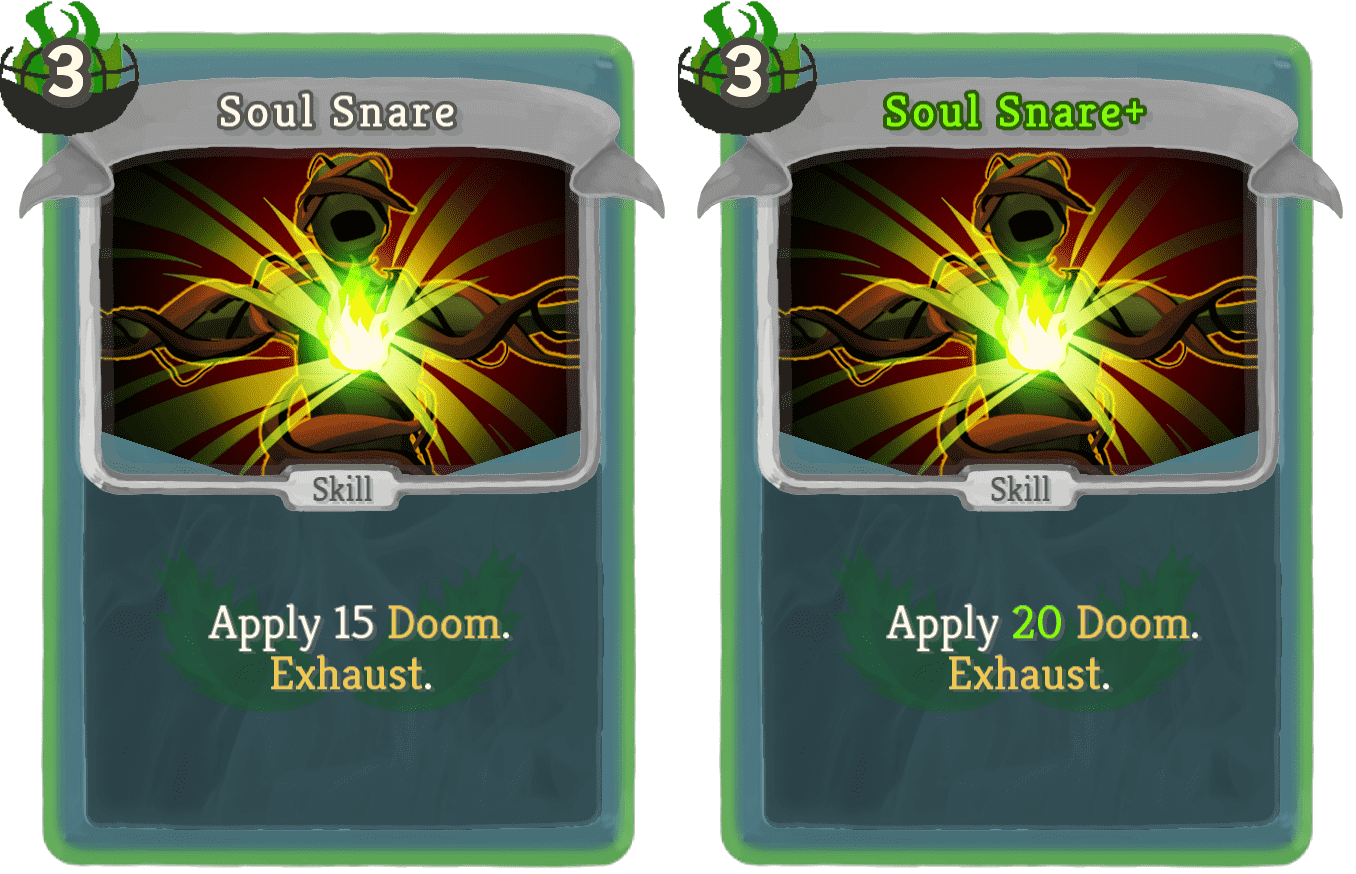 3
Soul Snare
Skill
Apply 15 Doom.
Exhaust.
3
Soul Snare+
Skill
Apply 20 Doom.
Exhaust.